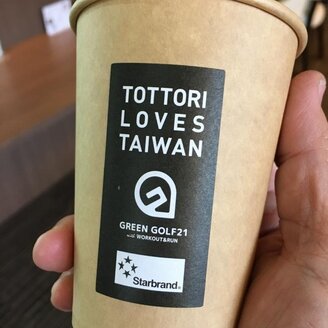 TOTTORI
LOVES
TAIWAN
GREEN GOLF21
with WORKOUT&RUN
Starbrand®